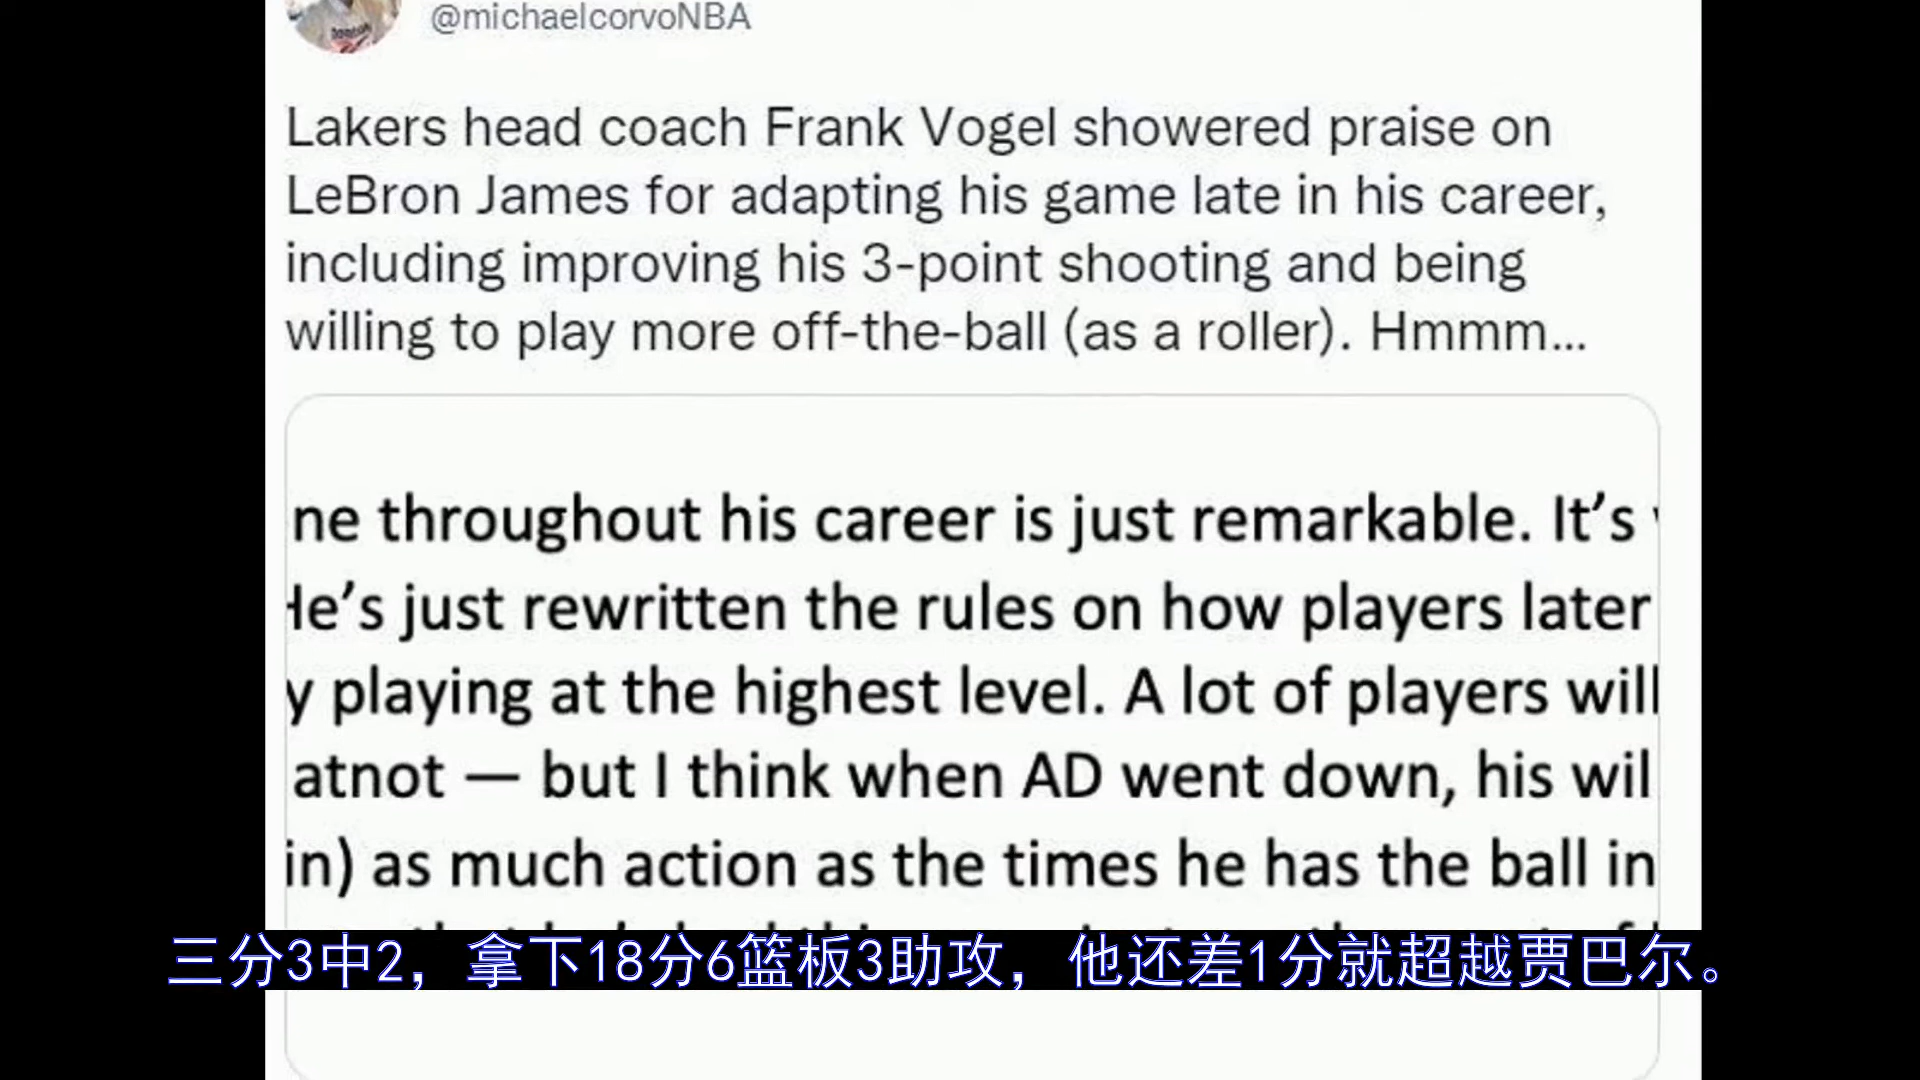 @michaelcorvoNBA
Lakers head coach Frank Vogel showered praise on
LeBron James for adapting his game late in his career,
including improving his 3-point shooting and being
willing to play more off-the-ball (as a roller). Hmmm...
ne throughout his career is just remarkable. It’s
He’s just rewritten the rules on how players later
y playing at the highest level. A lot of players will
atnot — but I think when AD went down, his wil
in) as much action as the times he has the ball in
三分3中2，拿下18分6篮板3助攻，他还差1分就超越贾巴尔。